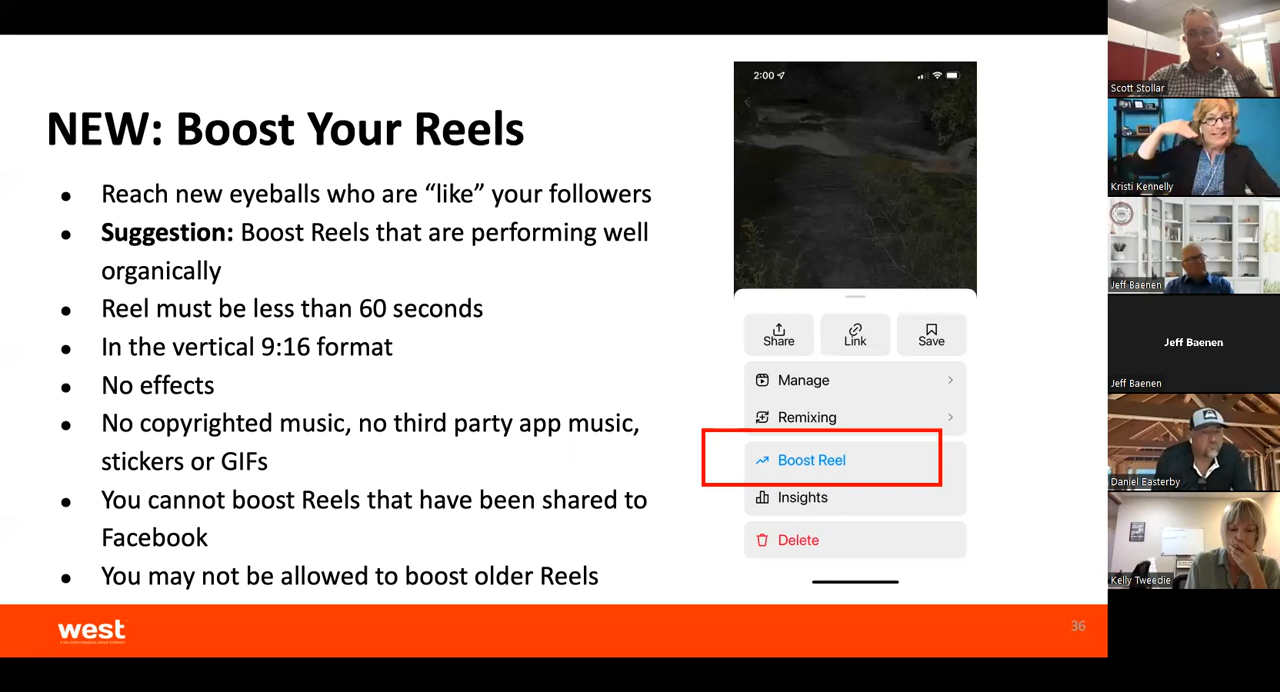 NEW: Boost Your Reels
● Reach new eyeballs who are “like” your followers
● Suggestion: Boost Reels that are performing well
organically
● Reel must be less than 60 seconds
● In the vertical 9:16 format
● No effects
● No copyrighted music, no third party app music,
stickers or GIFs
● You cannot boost Reels that have been shared to
Facebook
● You may not be allowed to boost older Reels
2:00
Share Link Save
Manage
Remixing
Boost Reel
Insights
Delete
west
36
Scott Stollar
Kristi Kennelly
Jeff Baenen
Jeff Baenen
Jeff Baenen
Daniel Easterby
Kelly Tweedie